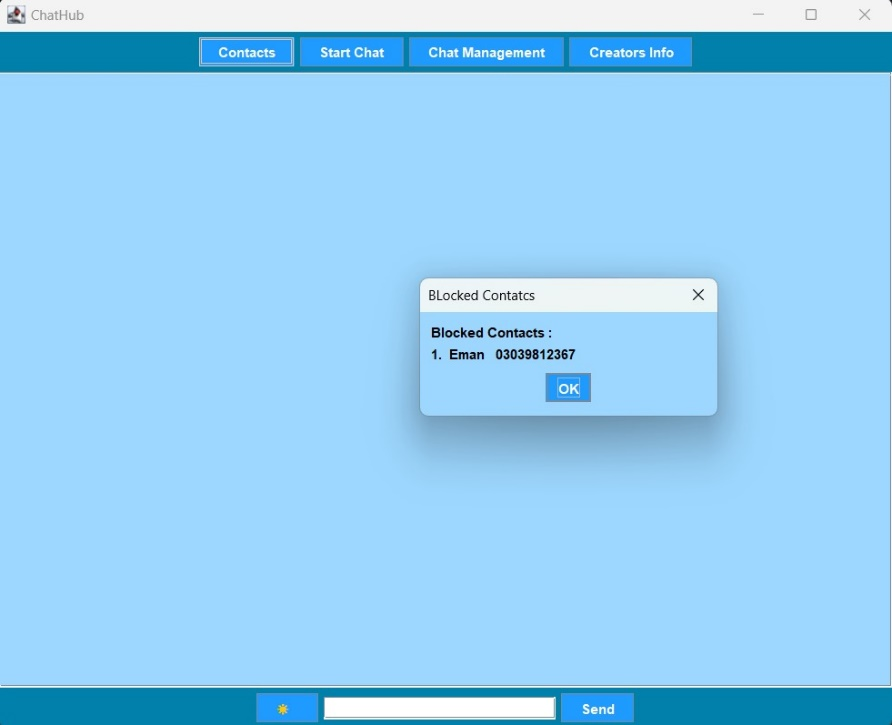 ChatHub
Contacts Start Chat Chat Management Creators Info
BLocked Contatcs
Blocked Contacts :
1. Eman 03039812367
OK
Send